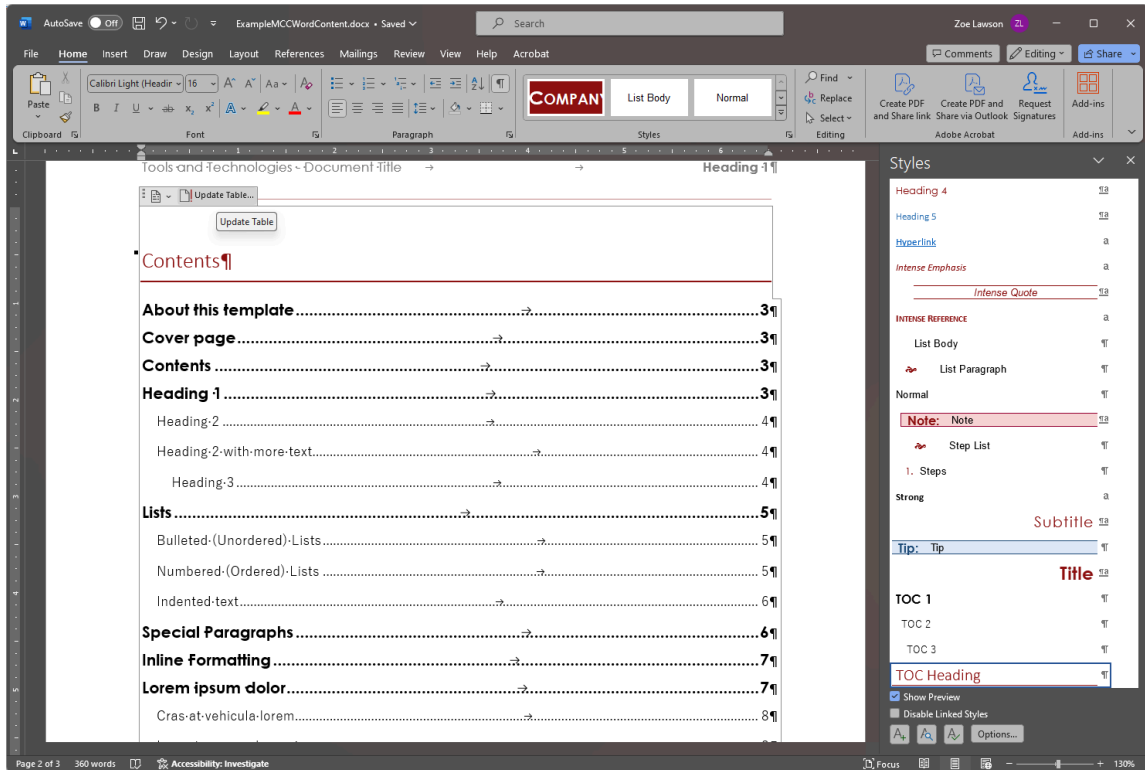 AutoSave Off ExampleMCCWordContent.docx • Saved Search Zoe Lawson ZL
File Home Insert Draw Design Layout References Mailings Review View Help Acrobat Comments Editing Share
Paste
Clipboard
Calibri Light (Headir 16
Font
Paragraph
COMPAN List Body Normal
Styles
Find
Replace
Select
Editing
Create PDF and Share link
Create PDF and Share via Outlook
Request Signatures
Adobe Acrobat
Add-ins
Add-ins
Tools and Technologies - Document Title → → Heading 1¶
Update Table...
Update Table
Contents¶
About this template → 3¶
Cover page → 3¶
Contents → 3¶
Heading 1 → 3¶
Heading 2 → 4¶
Heading 2 with more text → 4¶
Heading 3 → 4¶
Lists → 5¶
Bulleted (Unordered) Lists → 5¶
Numbered (Ordered) Lists → 5¶
Indented text → 6¶
Special Paragraphs → 6¶
Inline Formatting → 7¶
Lorem ipsum dolor → 7¶
Cras at vehicula lorem → 8¶
Styles
Heading 4 ¶a
Heading 5 ¶a
Hyperlink a
Intense Emphasis a
Intense Quote ¶a
INTENSE REFERENCE a
List Body ¶
List Paragraph ¶
Normal ¶
Note: Note ¶a
Step List ¶
1. Steps ¶
Strong a
Subtitle ¶a
Tip: Tip ¶
Title ¶a
TOC 1 ¶
TOC 2 ¶
TOC 3 ¶
TOC Heading ¶
Show Preview
Disable Linked Styles
Options...
Page 2 of 3 360 words Accessibility: Investigate Focus 130%